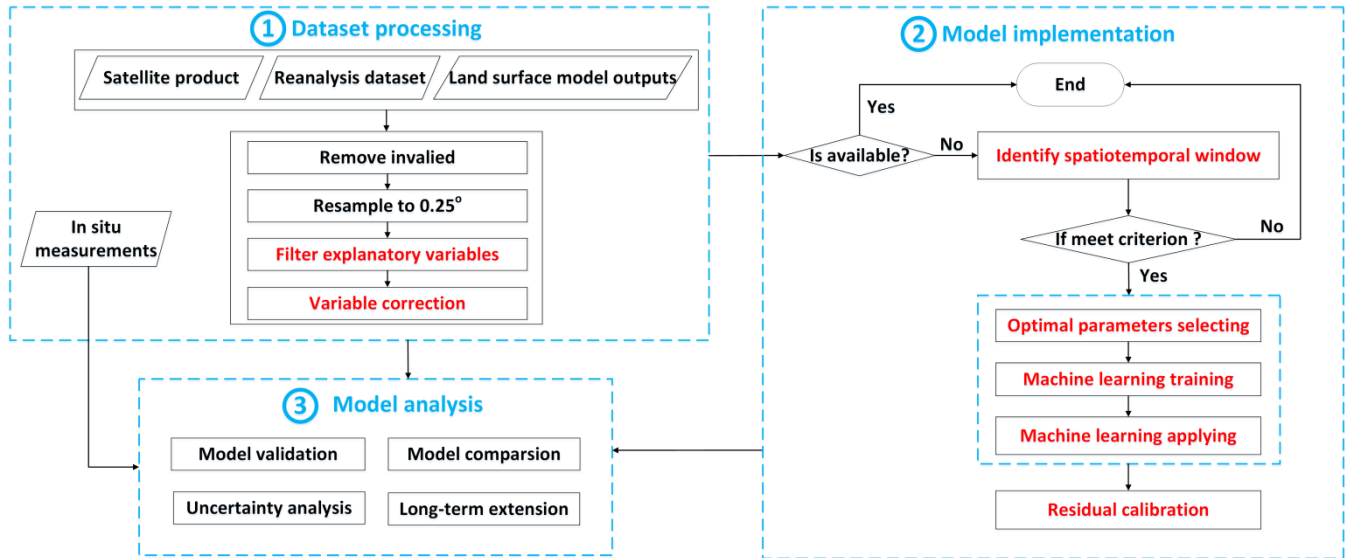 1 Dataset processing
Satellite product
Reanalysis dataset
Land surface model outputs
Remove invalied
Resample to 0.25°
Filter explanatory variables
Variable correction
In situ
measurements
2 Model implementation
End
Yes
Is available?
No
Identify spatiotemporal window
If meet criterion ?
No
Yes
Optimal parameters selecting
Machine learning training
Machine learning applying
Residual calibration
3 Model analysis
Model validation
Model comparsion
Uncertainty analysis
Long-term extension